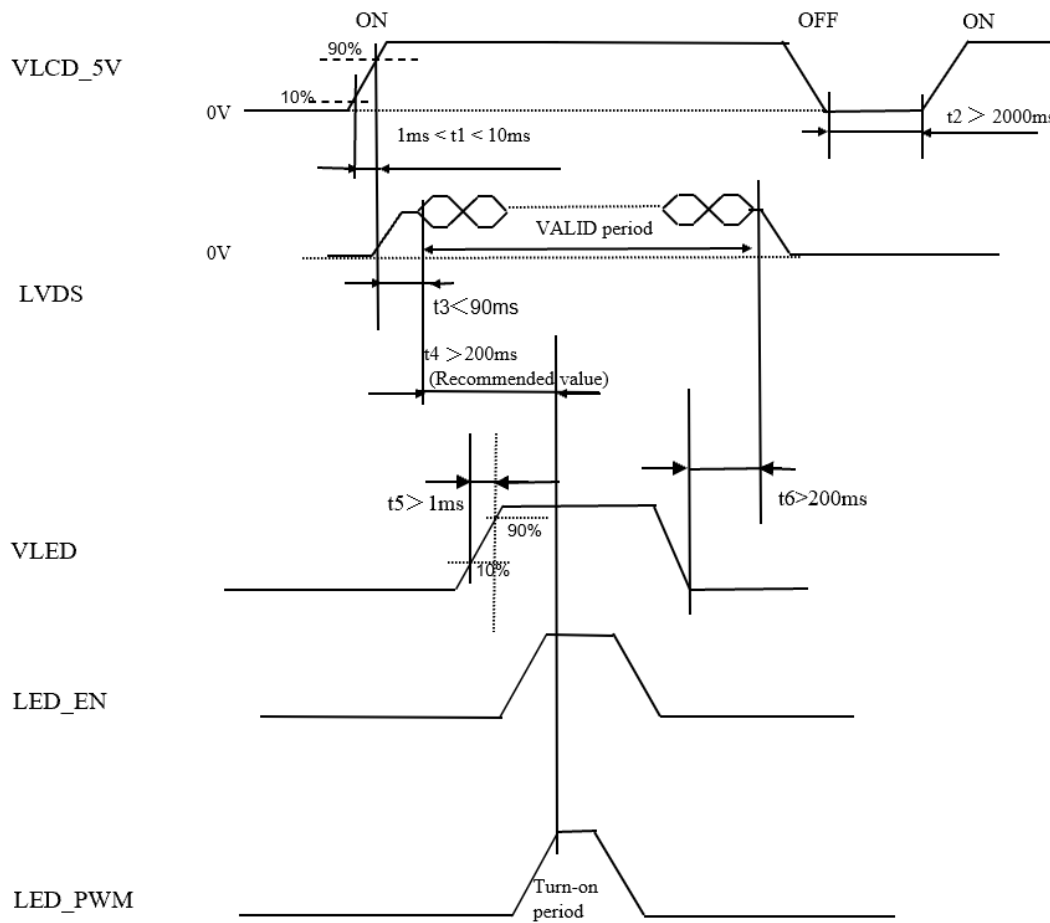 ON
OFF
ON
VLCD_5V
90%
10%
0V
1ms < t1 < 10ms
t2 > 2000ms
0V
VALID period
LVDS
t3＜90ms
t4 ＞200ms
(Recommended value)
t5＞ 1ms
t6>200ms
VLED
90%
10%
LED_EN
LED_PWM
Turn-on
period